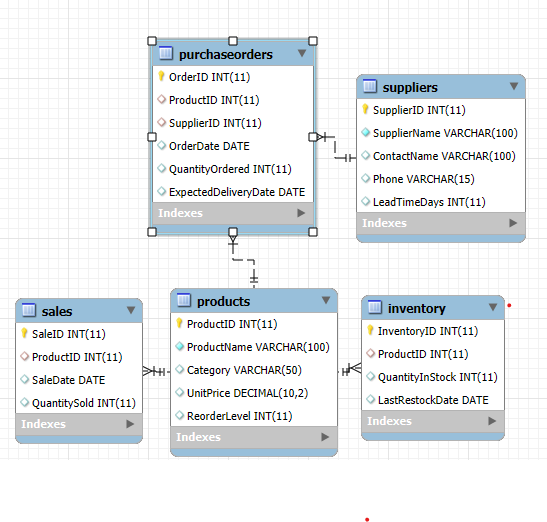 purchaseorders
OrderID INT(11)
ProductID INT(11)
SupplierID INT(11)
OrderDate DATE
QuantityOrdered INT(11)
ExpectedDeliveryDate DATE
Indexes
suppliers
SupplierID INT(11)
SupplierName VARCHAR(100)
ContactName VARCHAR(100)
Phone VARCHAR(15)
LeadTimeDays INT(11)
Indexes
sales
SaleID INT(11)
ProductID INT(11)
SaleDate DATE
QuantitySold INT(11)
Indexes
products
ProductID INT(11)
ProductName VARCHAR(100)
Category VARCHAR(50)
UnitPrice DECIMAL(10,2)
ReorderLevel INT(11)
Indexes
inventory
InventoryID INT(11)
ProductID INT(11)
QuantityInStock INT(11)
LastRestockDate DATE
Indexes